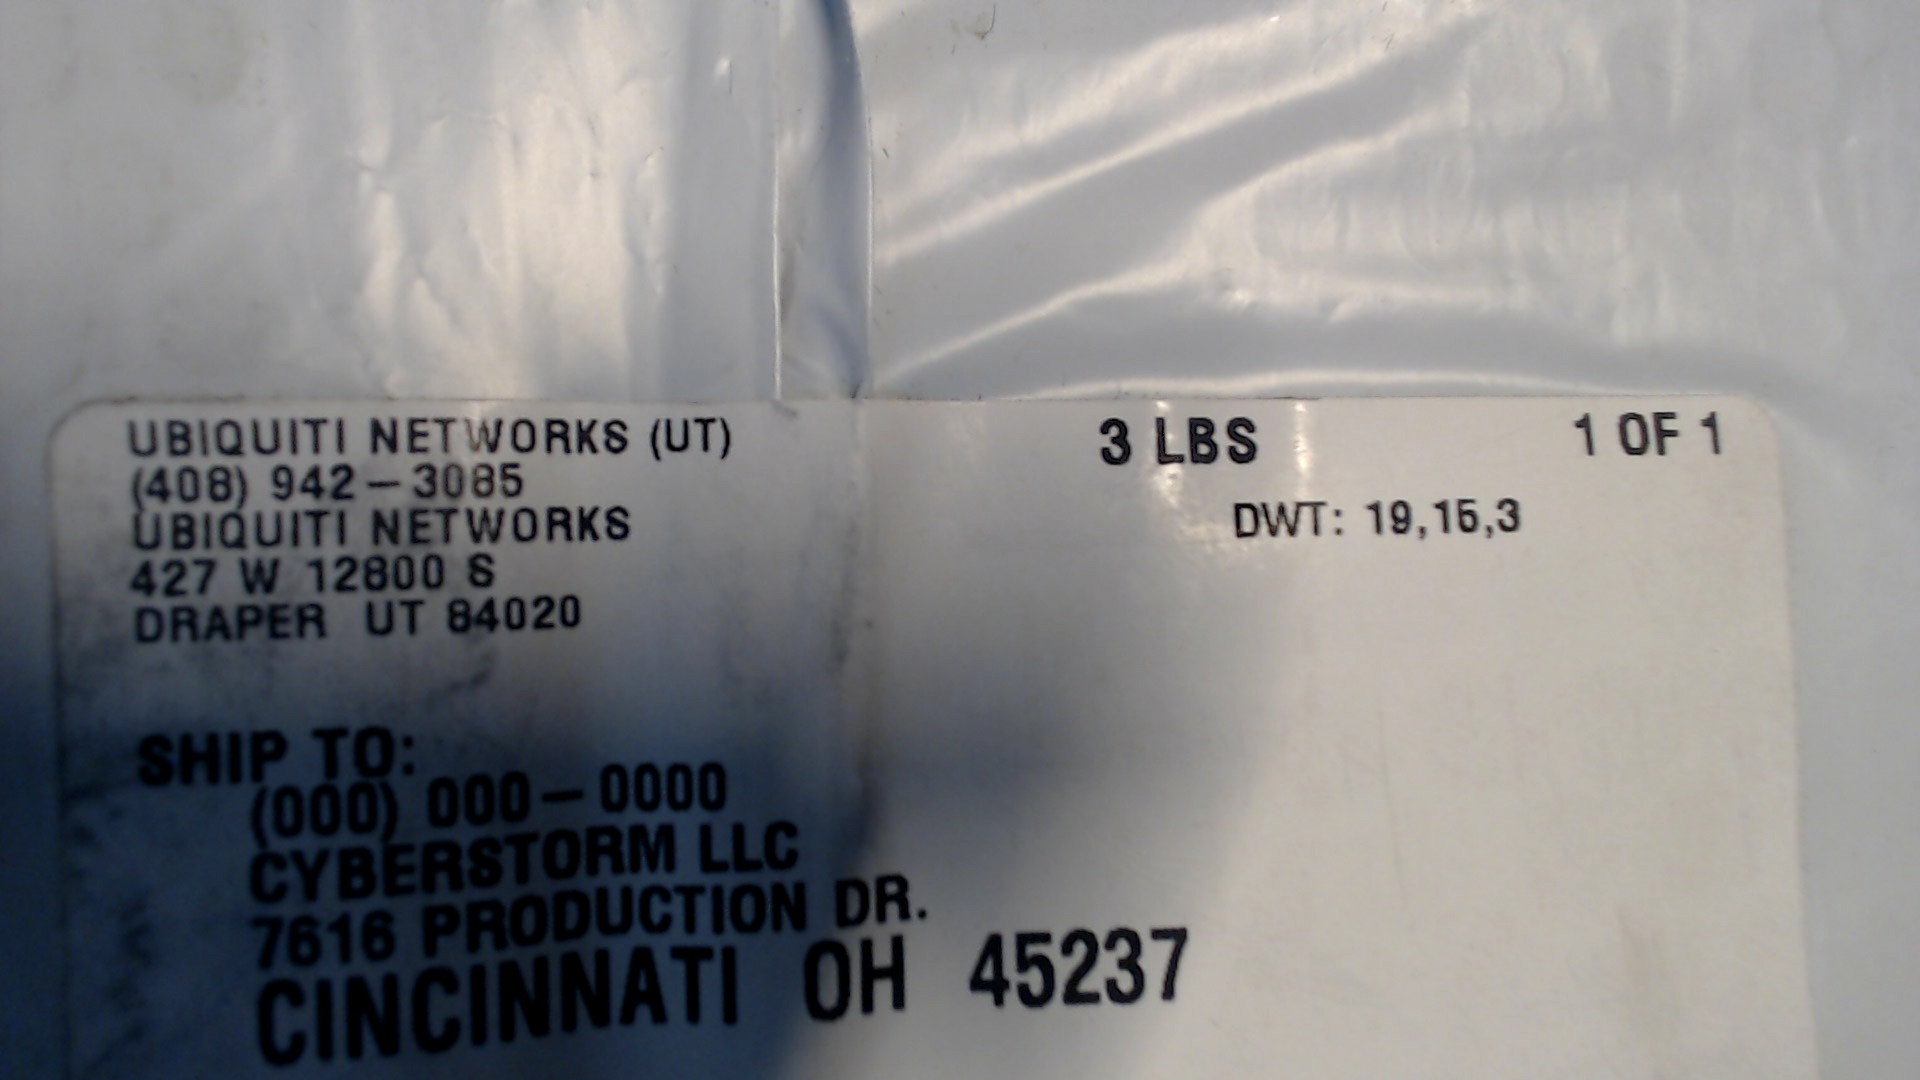 UBIQUITI NETWORKS (UT)
(408) 942-3085
UBIQUITI NETWORKS
427 W 12800 S
DRAPER UT 84020
3 LBS
1 OF 1
DWT: 19,15,3
SHIP TO:
(000) 000-0000
CYBERSTORM LLC
7616 PRODUCTION DR.
CINCINNATI OH 45237